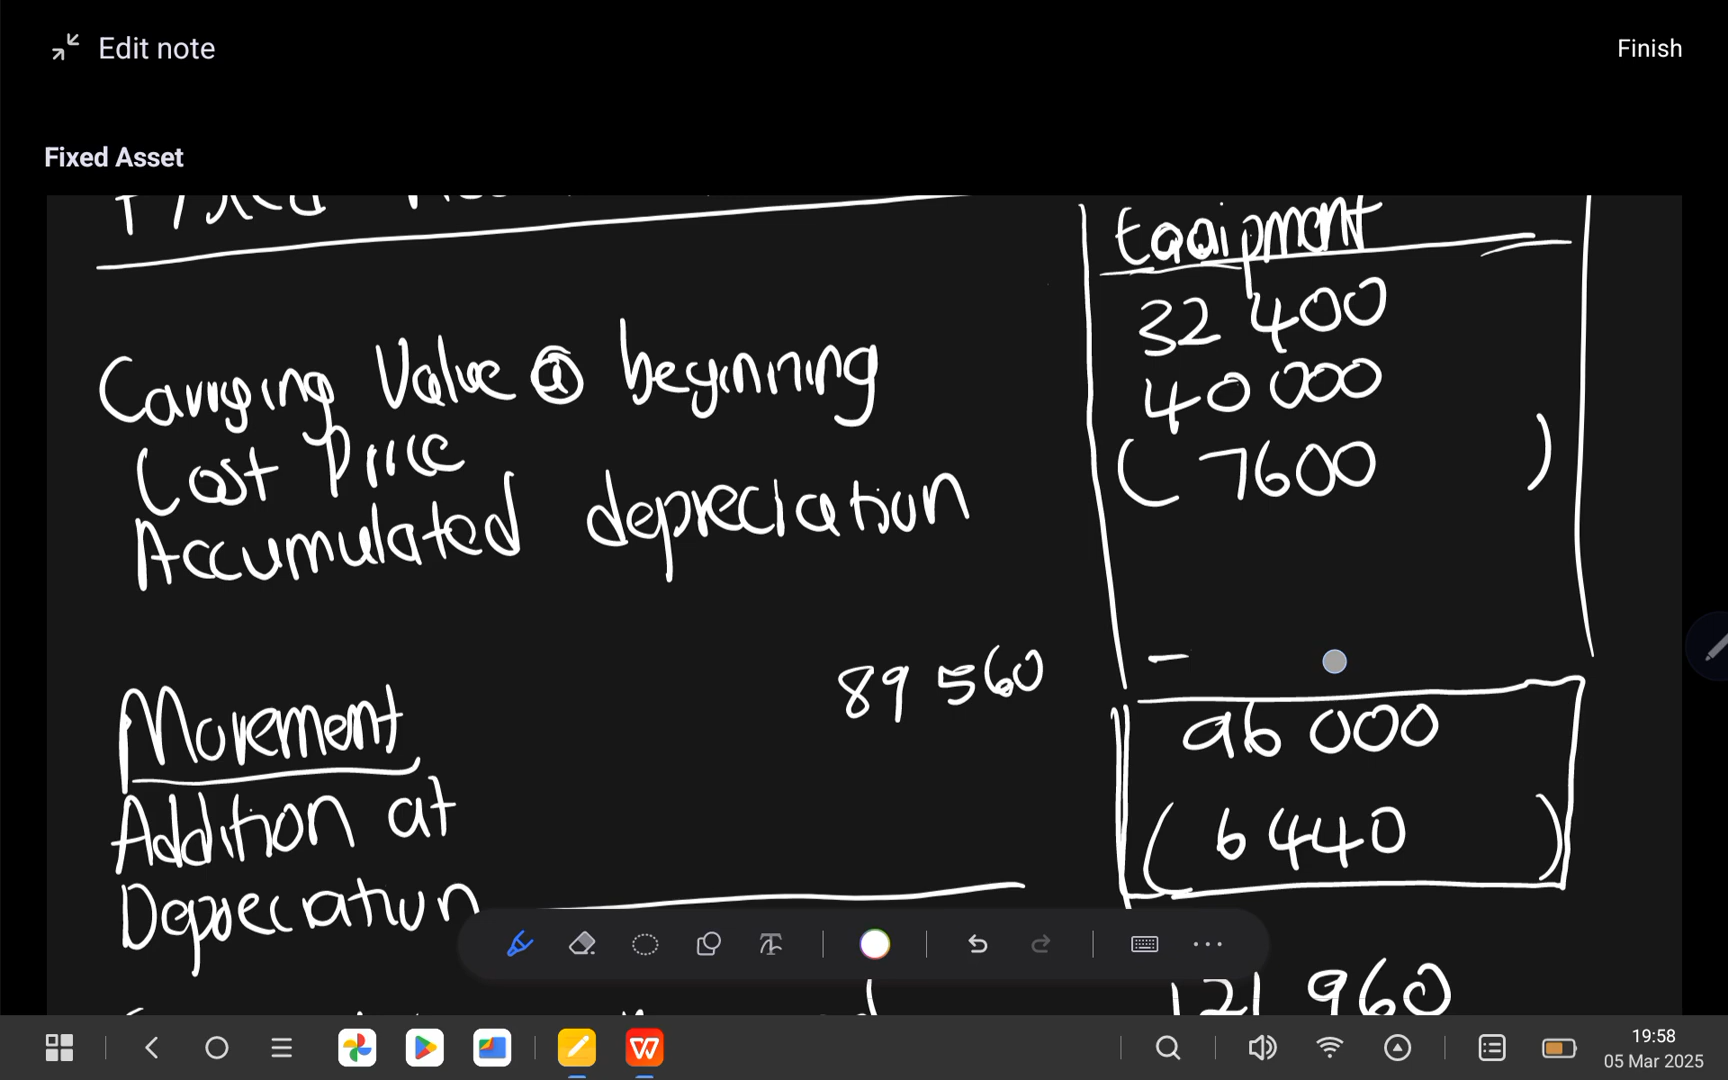 Edit note
Finish
Fixed Asset
Fixed
Equipment
32 400
Carrying Value @ beginning
40 000
Cost Price
( 7600 )
Accumulated depreciation
89 560
–
Movement
96 000
Addition at
( 6440 )
Depreciation
121 960
19:58
05 Mar 2025